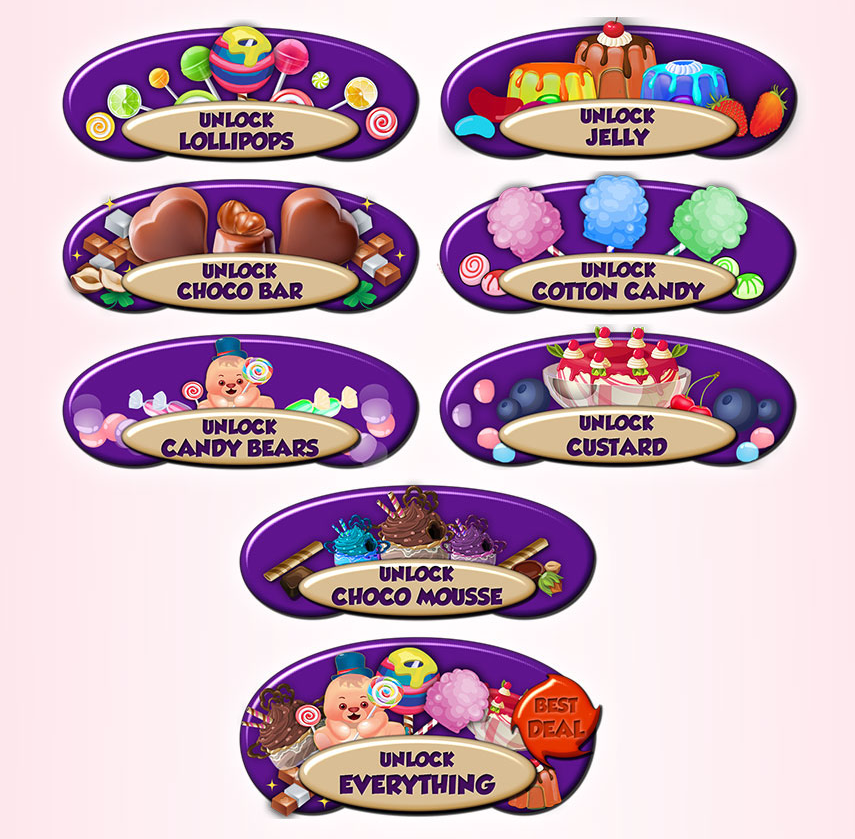 UNLOCK
LOLLIPOPS
UNLOCK
JELLY
UNLOCK
CHOCO BAR
UNLOCK
COTTON CANDY
UNLOCK
CANDY BEARS
UNLOCK
CUSTARD
UNLOCK
CHOCO MOUSSE
BEST
DEAL
UNLOCK
EVERYTHING